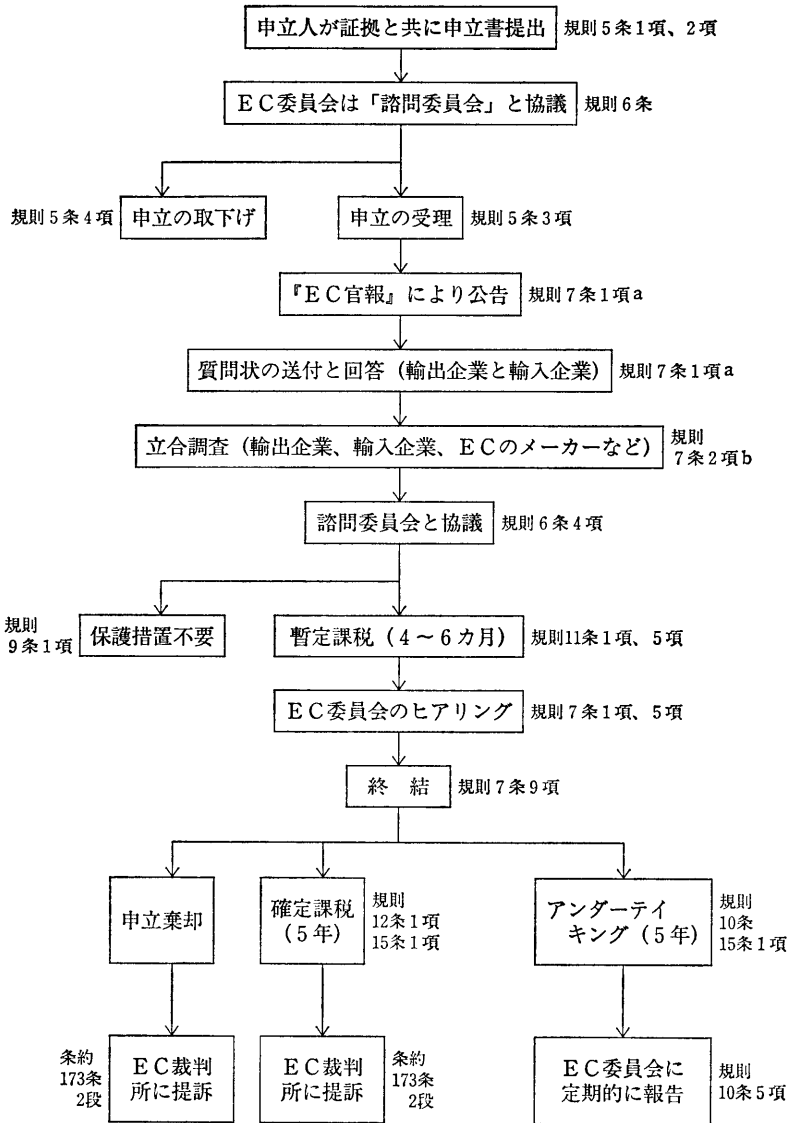 申立人が証拠と共に申立書提出 規則5条1項、2項
EC委員会は「諮問委員会」と協議 規則6条
規則5条4項 申立の取下げ 申立の受理 規則5条3項
『EC官報』により公告 規則7条1項a
質問状の送付と回答(輸出企業と輸入企業) 規則7条1項a
立合調査(輸出企業、輸入企業、ECのメーカーなど) 規則
7条2項b
諮問委員会と協議 規則6条4項
規則
9条1項
保護措置不要
暫定課税(4〜6カ月) 規則11条1項、5項
EC委員会のヒアリング 規則7条1項、5項
終 結 規則7条9項
申立棄却
確定課税
(5年)
規則
12条1項
15条1項
アンダーテイ
キング(5年)
規則
10条
15条1項
条約
173条
2段
EC裁判
所に提訴
EC裁判
所に提訴
条約
173条
2段
EC委員会に
定期的に報告
規則
10条5項